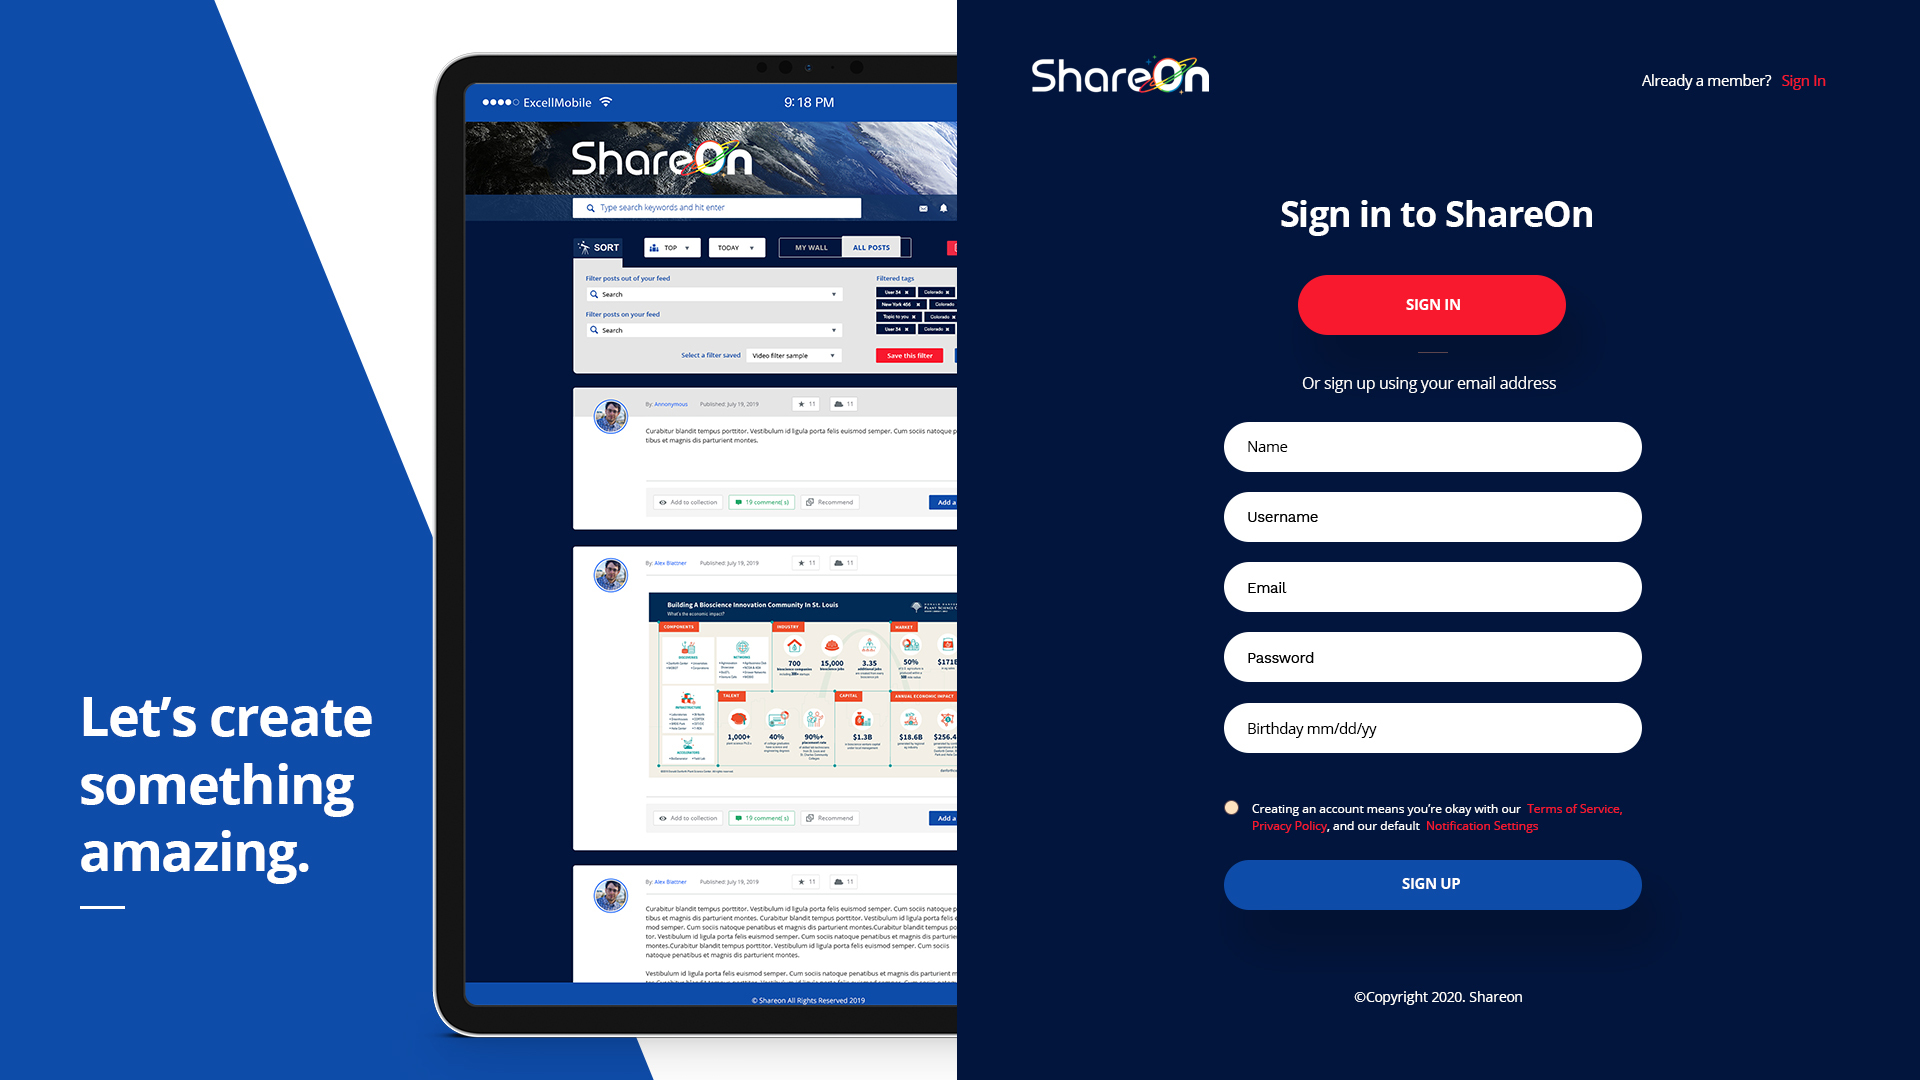 Let’s create
something
amazing.
ExcellMobile
9:18 PM
ShareOn
Type search keywords and hit enter
SORT
TOP
TODAY
MY WALL
ALL POSTS
Filter posts out of your feed
Filtered tags
Search
User 34 x
Colorado x
New York 456 x
Colorado
Filter posts on your feed
Topic to you x
Colorado x
Search
User 34 x
Colorado x
Select a filter saved
Video filter sample
Save this filter
By: Annonymous
Published: July 19, 2019
11
11
Curabitur blandit tempus porttitor. Vestibulum id ligula porta felis euismod semper. Cum sociis natoque p
tibus et magnis dis parturient montes.
Add to collection
19 comment( s)
Recommend
Add a
By: Alex Blattner
Published: July 19, 2019
11
11
Building A Bioscience Innovation Community In St. Louis
What's the economic impact?
COMPONENTS
INDUSTRY
MARKET
DISCOVERIES
NETWORKS
700
bioscience companies
15,000
bioscience jobs
3.35
additional jobs
50%
$171B
INFRASTRUCTURE
TALENT
CAPITAL
ANNUAL ECONOMIC IMPACT
1,000+
40%
90%+
placement rate
$1.3B
$18.6B
$256.4
ACCELERATORS
Add to collection
19 comment( s)
Recommend
Add a
By: Alex Blattner
Published: July 19, 2019
11
11
Curabitur blandit tempus porttitor. Vestibulum id ligula porta felis euismod semper. Cum sociis natoque p
tibus et magnis dis parturient montes. Curabitur blandit tempus porttitor. Vestibulum id ligula porta felis eu
mod semper. Cum sociis natoque penatibus et magnis dis parturient montes.Curabitur blandit tempus po
tor. Vestibulum id ligula porta felis euismod semper. Cum sociis natoque penatibus et magnis dis parturie
montes.Curabitur blandit tempus porttitor. Vestibulum id ligula porta felis euismod semper. Cum sociis
natoque penatibus et magnis dis parturient montes.
Vestibulum id ligula porta felis euismod semper. Cum sociis natoque penatibus et magnis dis parturient m
© Shareon All Rights Reserved 2019
ShareOn
Already a member? Sign In
Sign in to ShareOn
SIGN IN
Or sign up using your email address
Name
Username
Email
Password
Birthday mm/dd/yy
Creating an account means you’re okay with our Terms of Service,
Privacy Policy, and our default Notification Settings
SIGN UP
©Copyright 2020. Shareon